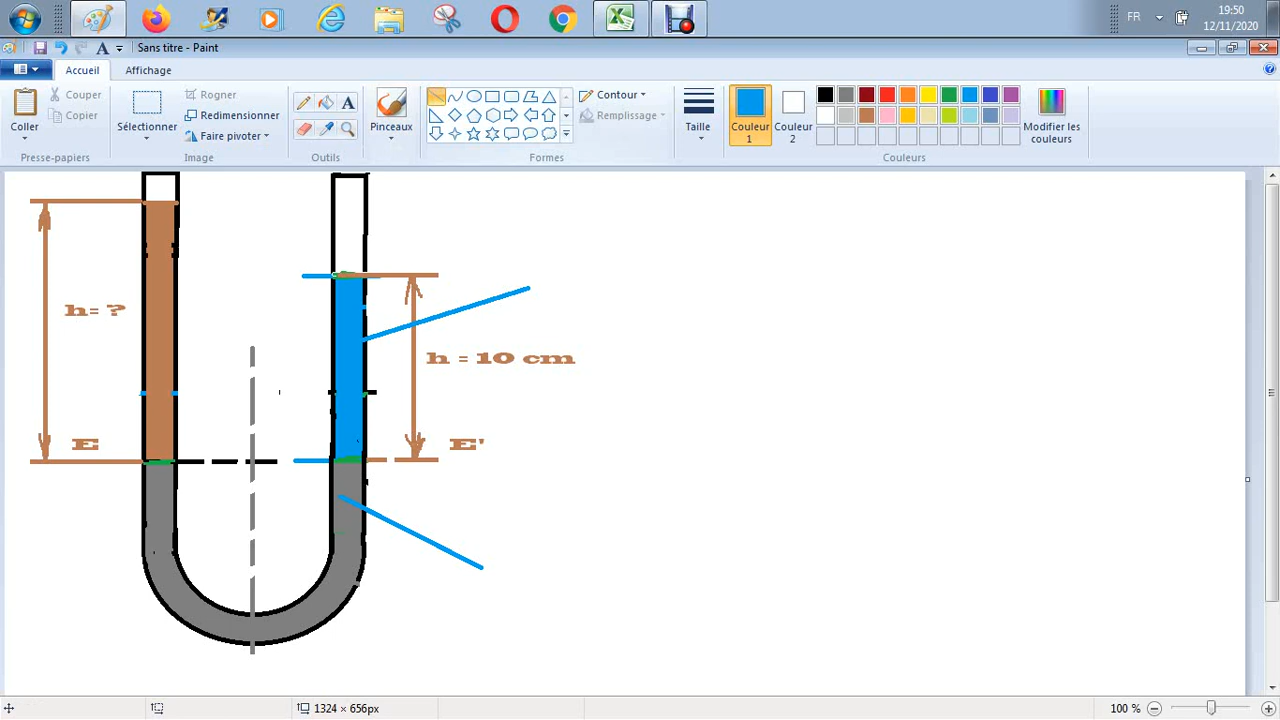 FR
19:50
12/11/2020
Sans titre - Paint
Accueil
Affichage
Coller
Couper
Copier
Presse-papiers
Sélectionner
Rogner
Redimensionner
Faire pivoter
Image
A
Outils
Pinceaux
Contour
Remplissage
Formes
Taille
Couleur 1
Couleur 2
Modifier les couleurs
Couleurs
h= ?
h = 10 cm
E
E'
1324 × 656px
100 %